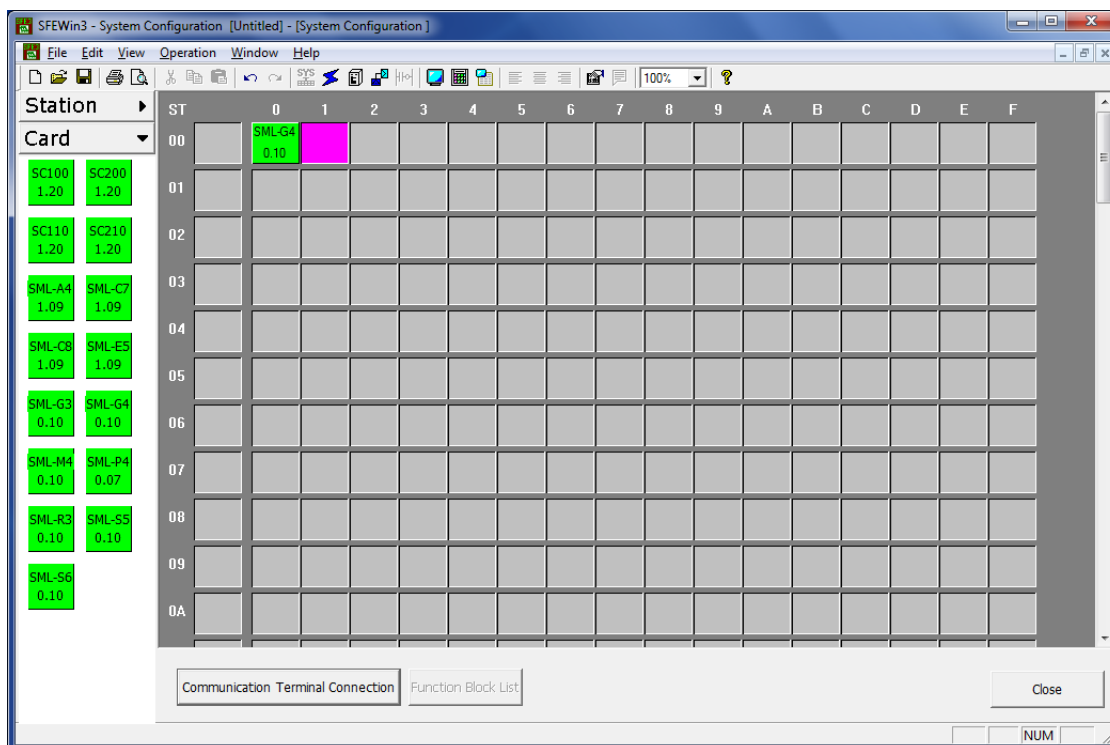 SFEWin3 - System Configuration [Untitled] - [System Configuration ]
File Edit View Operation Window Help
SYS 100%
Station
Card
ST 0 1 2 3 4 5 6 7 8 9 A B C D E F
00 SML-G4
0.10
01
02
03
04
05
06
07
08
09
0A
SC100 SC200
1.20 1.20
SC110 SC210
1.20 1.20
SML-A4 SML-C7
1.09 1.09
SML-C8 SML-E5
1.09 1.09
SML-G3 SML-G4
0.10 0.10
SML-M4 SML-P4
0.10 0.07
SML-R3 SML-S5
0.10 0.10
SML-S6
0.10
Communication Terminal Connection Function Block List Close
NUM